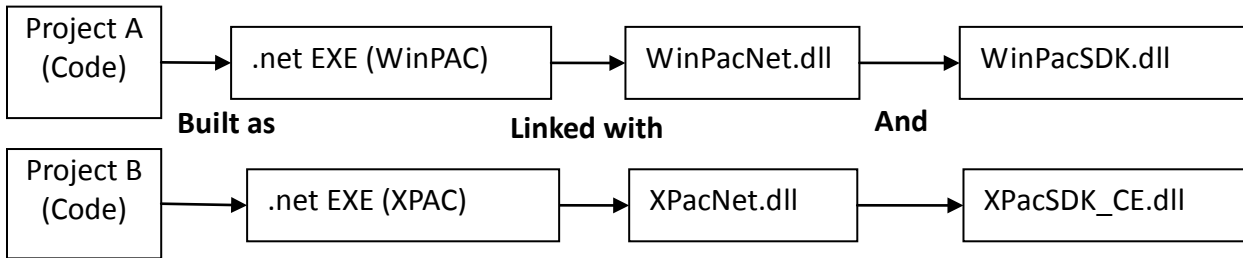 Project A
(Code)
.net EXE (WinPAC)
WinPacNet.dll
WinPacSDK.dll
Built as
Linked with
And
Project B
(Code)
.net EXE (XPAC)
XPacNet.dll
XPacSDK_CE.dll